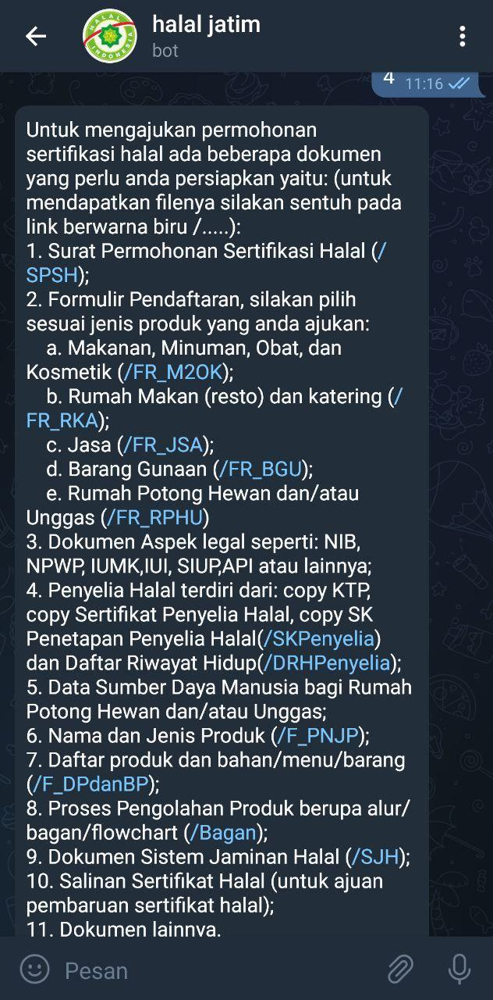 halal jatim
bot
HALAL
INDONESIA
4 11:16
Untuk mengajukan permohonan
sertifikasi halal ada beberapa dokumen
yang perlu anda persiapkan yaitu: (untuk
mendapatkan filenya silakan sentuh pada
link berwarna biru /.....):
1. Surat Permohonan Sertifikasi Halal (/
SPSH);
2. Formulir Pendaftaran, silakan pilih
sesuai jenis produk yang anda ajukan:
a. Makanan, Minuman, Obat, dan
Kosmetik (/FR_M2OK);
b. Rumah Makan (resto) dan katering (/
FR_RKA);
c. Jasa (/FR_JSA);
d. Barang Gunaan (/FR_BGU);
e. Rumah Potong Hewan dan/atau
Unggas (/FR_RPHU)
3. Dokumen Aspek legal seperti: NIB,
NPWP, IUMK,IUI, SIUP,API atau lainnya;
4. Penyelia Halal terdiri dari: copy KTP,
copy Sertifikat Penyelia Halal, copy SK
Penetapan Penyelia Halal(/SKPenyelia)
dan Daftar Riwayat Hidup(/DRHPenyelia);
5. Data Sumber Daya Manusia bagi Rumah
Potong Hewan dan/atau Unggas;
6. Nama dan Jenis Produk (/F_PNJP);
7. Daftar produk dan bahan/menu/barang
(/F_DPdanBP);
8. Proses Pengolahan Produk berupa alur/
bagan/flowchart (/Bagan);
9. Dokumen Sistem Jaminan Halal (/SJH);
10. Salinan Sertifikat Halal (untuk ajuan
pembaruan sertifikat halal);
11. Dokumen lainnya.
Pesan